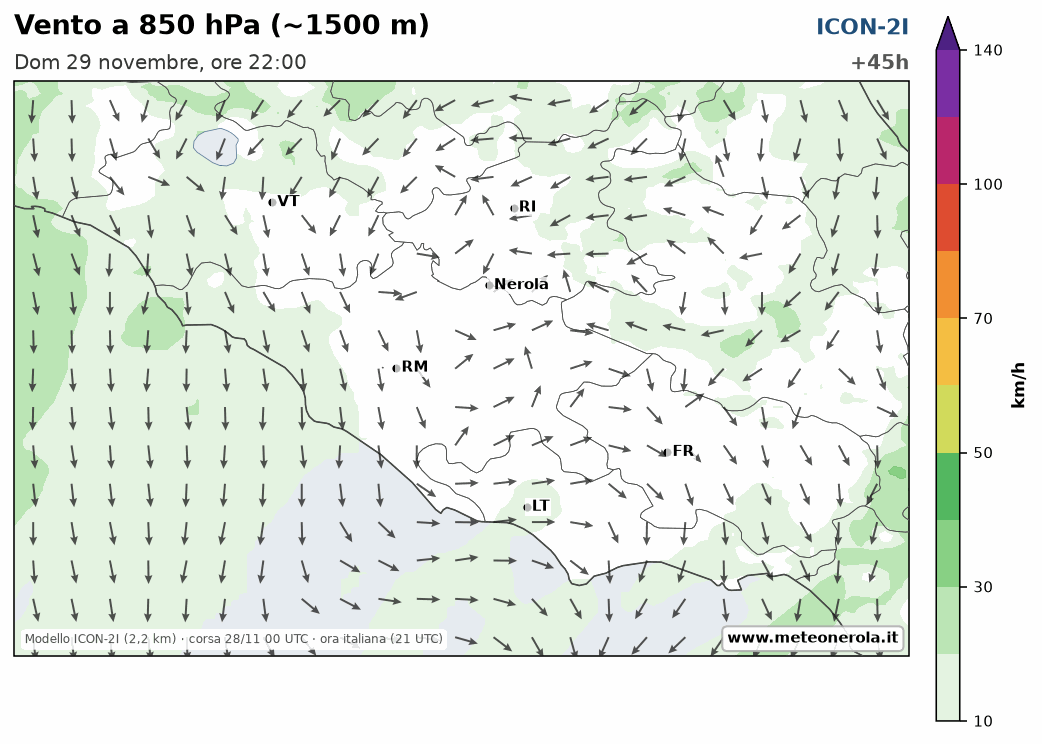 Vento a 850 hPa (~1500 m)
ICON-2I
Dom 29 novembre, ore 22:00
+45h
140
100
70
50
30
10
km/h
VT
RI
Nerola
RM
FR
LT
Modello ICON-2I (2,2 km) · corsa 28/11 00 UTC · ora italiana (21 UTC)
www.meteonerola.it